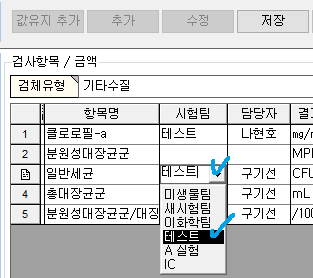 값유지 추가 추가 수정 저장
검사항목 / 금액
검체유형 기타수질
항목명 시험팀 담당자 결
1 클로로필-a 테스트 나현호 mg/
2 분원성대장균군 MP
일반세균 테스트 구기선 CFU
4 총대장균군 구기선 mL
5 분원성대장균군/대장 구기선 /100
미생물팀
새시험팀
이화학팀
테스트
A 실험
IC